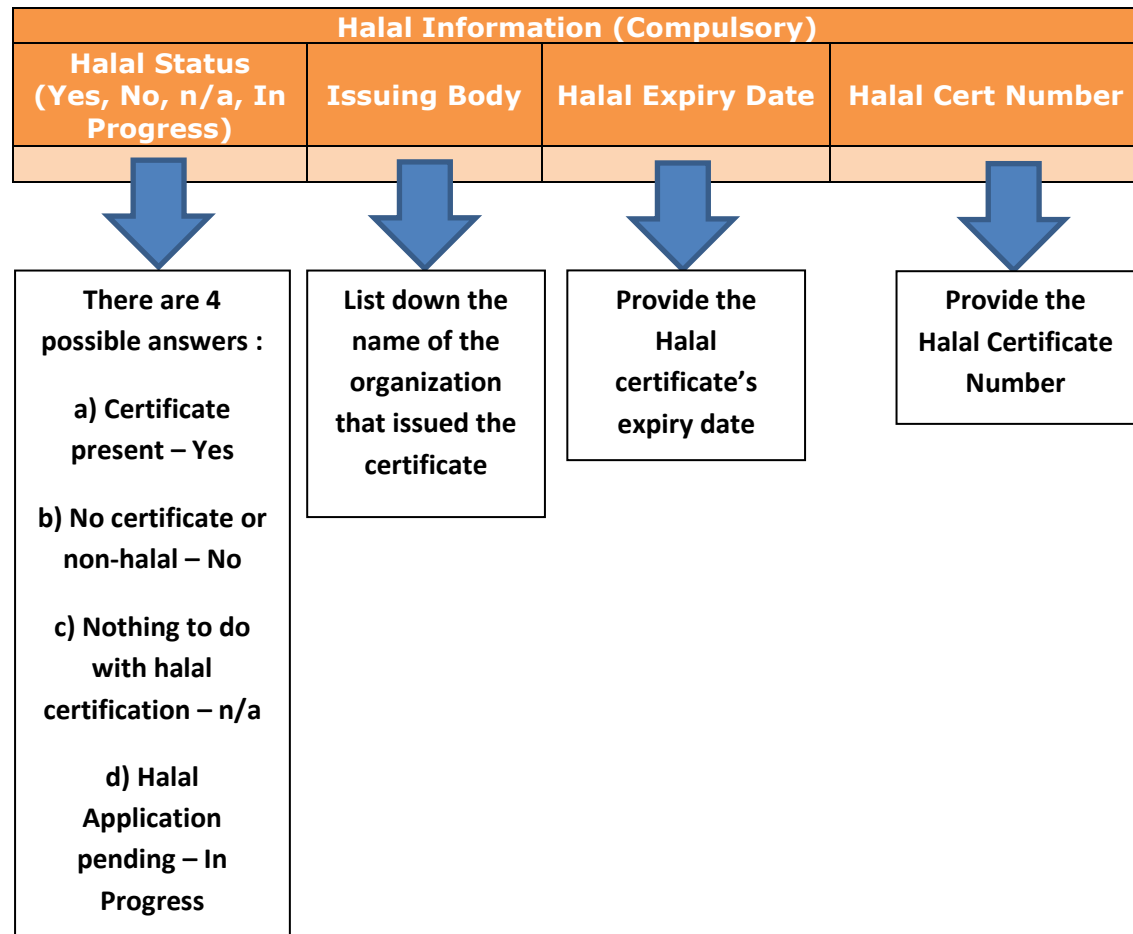 Halal Information (Compulsory)
Halal Status
(Yes, No, n/a, In
Progress)
Issuing Body
Halal Expiry Date
Halal Cert Number
There are 4
possible answers :
a) Certificate
present – Yes
b) No certificate or
non-halal – No
c) Nothing to do
with halal
certification – n/a
d) Halal
Application
pending – In
Progress
List down the
name of the
organization
that issued the
certificate
Provide the
Halal
certificate’s
expiry date
Provide the
Halal Certificate
Number